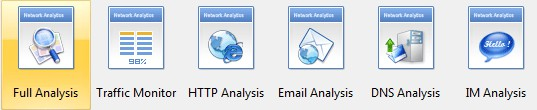 Network Analytics Network Analytics Network Analytics Network Analytics Network Analytics Network Analytics
98%
Hello!
Full Analysis Traffic Monitor HTTP Analysis Email Analysis DNS Analysis IM Analysis